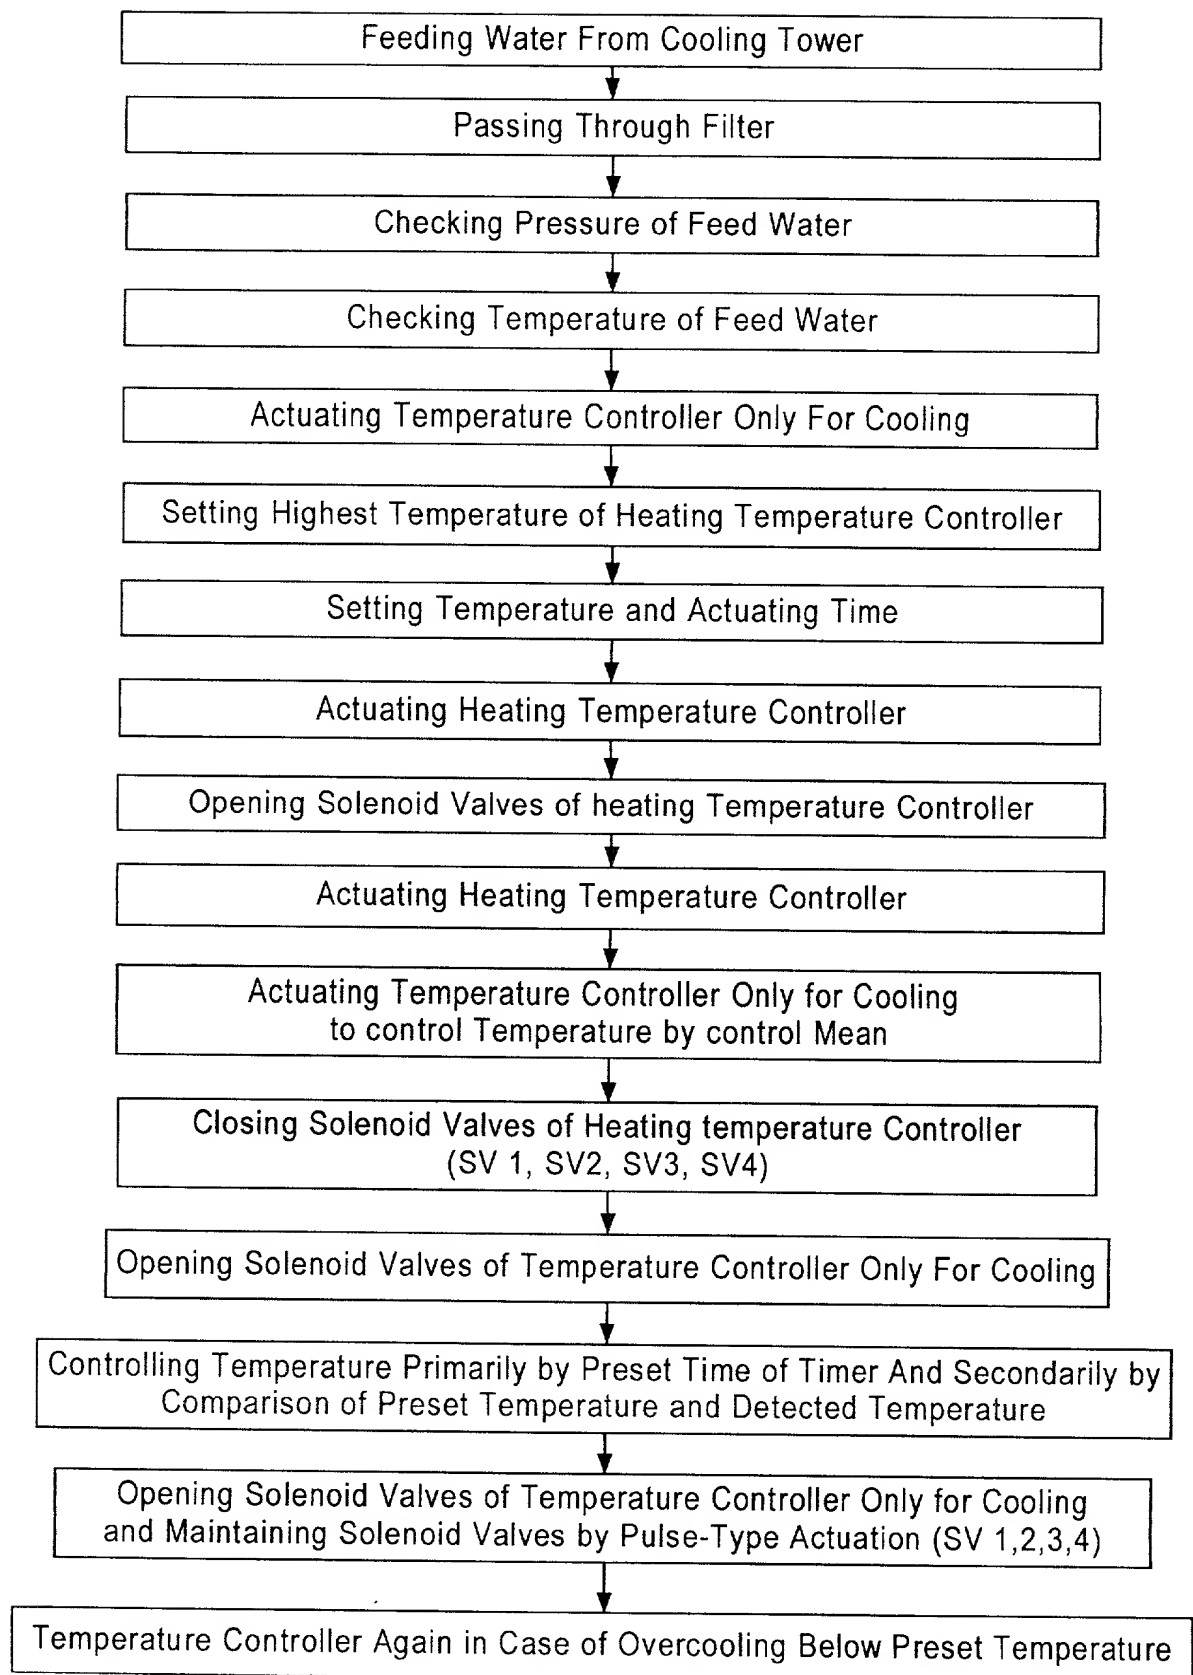 Feeding Water From Cooling Tower
Passing Through Filter
Checking Pressure of Feed Water
Checking Temperature of Feed Water
Actuating Temperature Controller Only For Cooling
Setting Highest Temperature of Heating Temperature Controller
Setting Temperature and Actuating Time
Actuating Heating Temperature Controller
Opening Solenoid Valves of heating Temperature Controller
Actuating Heating Temperature Controller
Actuating Temperature Controller Only for Cooling
to control Temperature by control Mean
Closing Solenoid Valves of Heating temperature Controller
(SV 1, SV2, SV3, SV4)
Opening Solenoid Valves of Temperature Controller Only For Cooling
Controlling Temperature Primarily by Preset Time of Timer And Secondarily by
Comparison of Preset Temperature and Detected Temperature
Opening Solenoid Valves of Temperature Controller Only for Cooling
and Maintaining Solenoid Valves by Pulse-Type Actuation (SV 1,2,3,4)
Temperature Controller Again in Case of Overcooling Below Preset Temperature